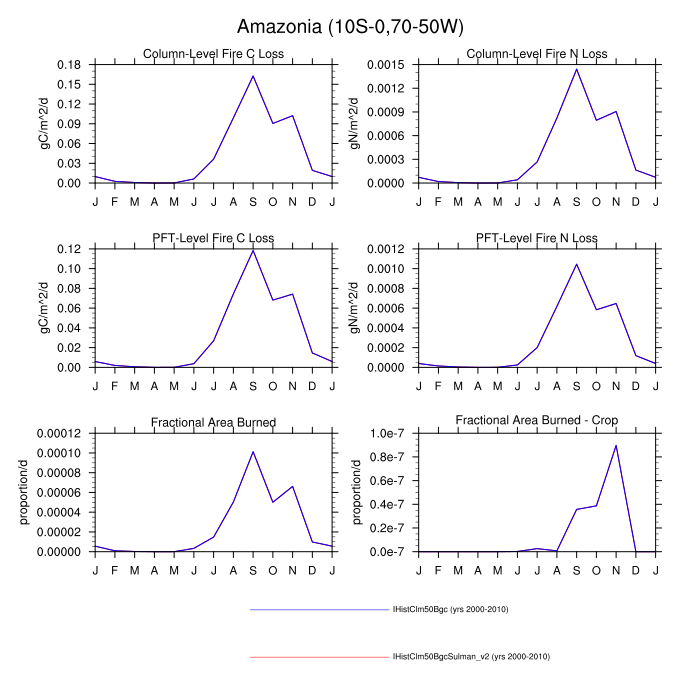 Amazonia (10S-0,70-50W)
Column-Level Fire C Loss
gC/m^2/d
0.18
0.15
0.12
0.09
0.06
0.03
0.00
J F M A M J J A S O N D J
Column-Level Fire N Loss
gN/m^2/d
0.0015
0.0012
0.0009
0.0006
0.0003
0.0000
J F M A M J J A S O N D J
PFT-Level Fire C Loss
gC/m^2/d
0.12
0.10
0.08
0.06
0.04
0.02
0.00
J F M A M J J A S O N D J
PFT-Level Fire N Loss
gN/m^2/d
0.0012
0.0010
0.0008
0.0006
0.0004
0.0002
0.0000
J F M A M J J A S O N D J
Fractional Area Burned
proportion/d
0.00012
0.00010
0.00008
0.00006
0.00004
0.00002
0.00000
J F M A M J J A S O N D J
Fractional Area Burned - Crop
proportion/d
1.0e-7
0.8e-7
0.6e-7
0.4e-7
0.2e-7
0.0e-7
J F M A M J J A S O N D J
IHistClm50Bgc (yrs 2000-2010)
IHistClm50BgcSulman_v2 (yrs 2000-2010)